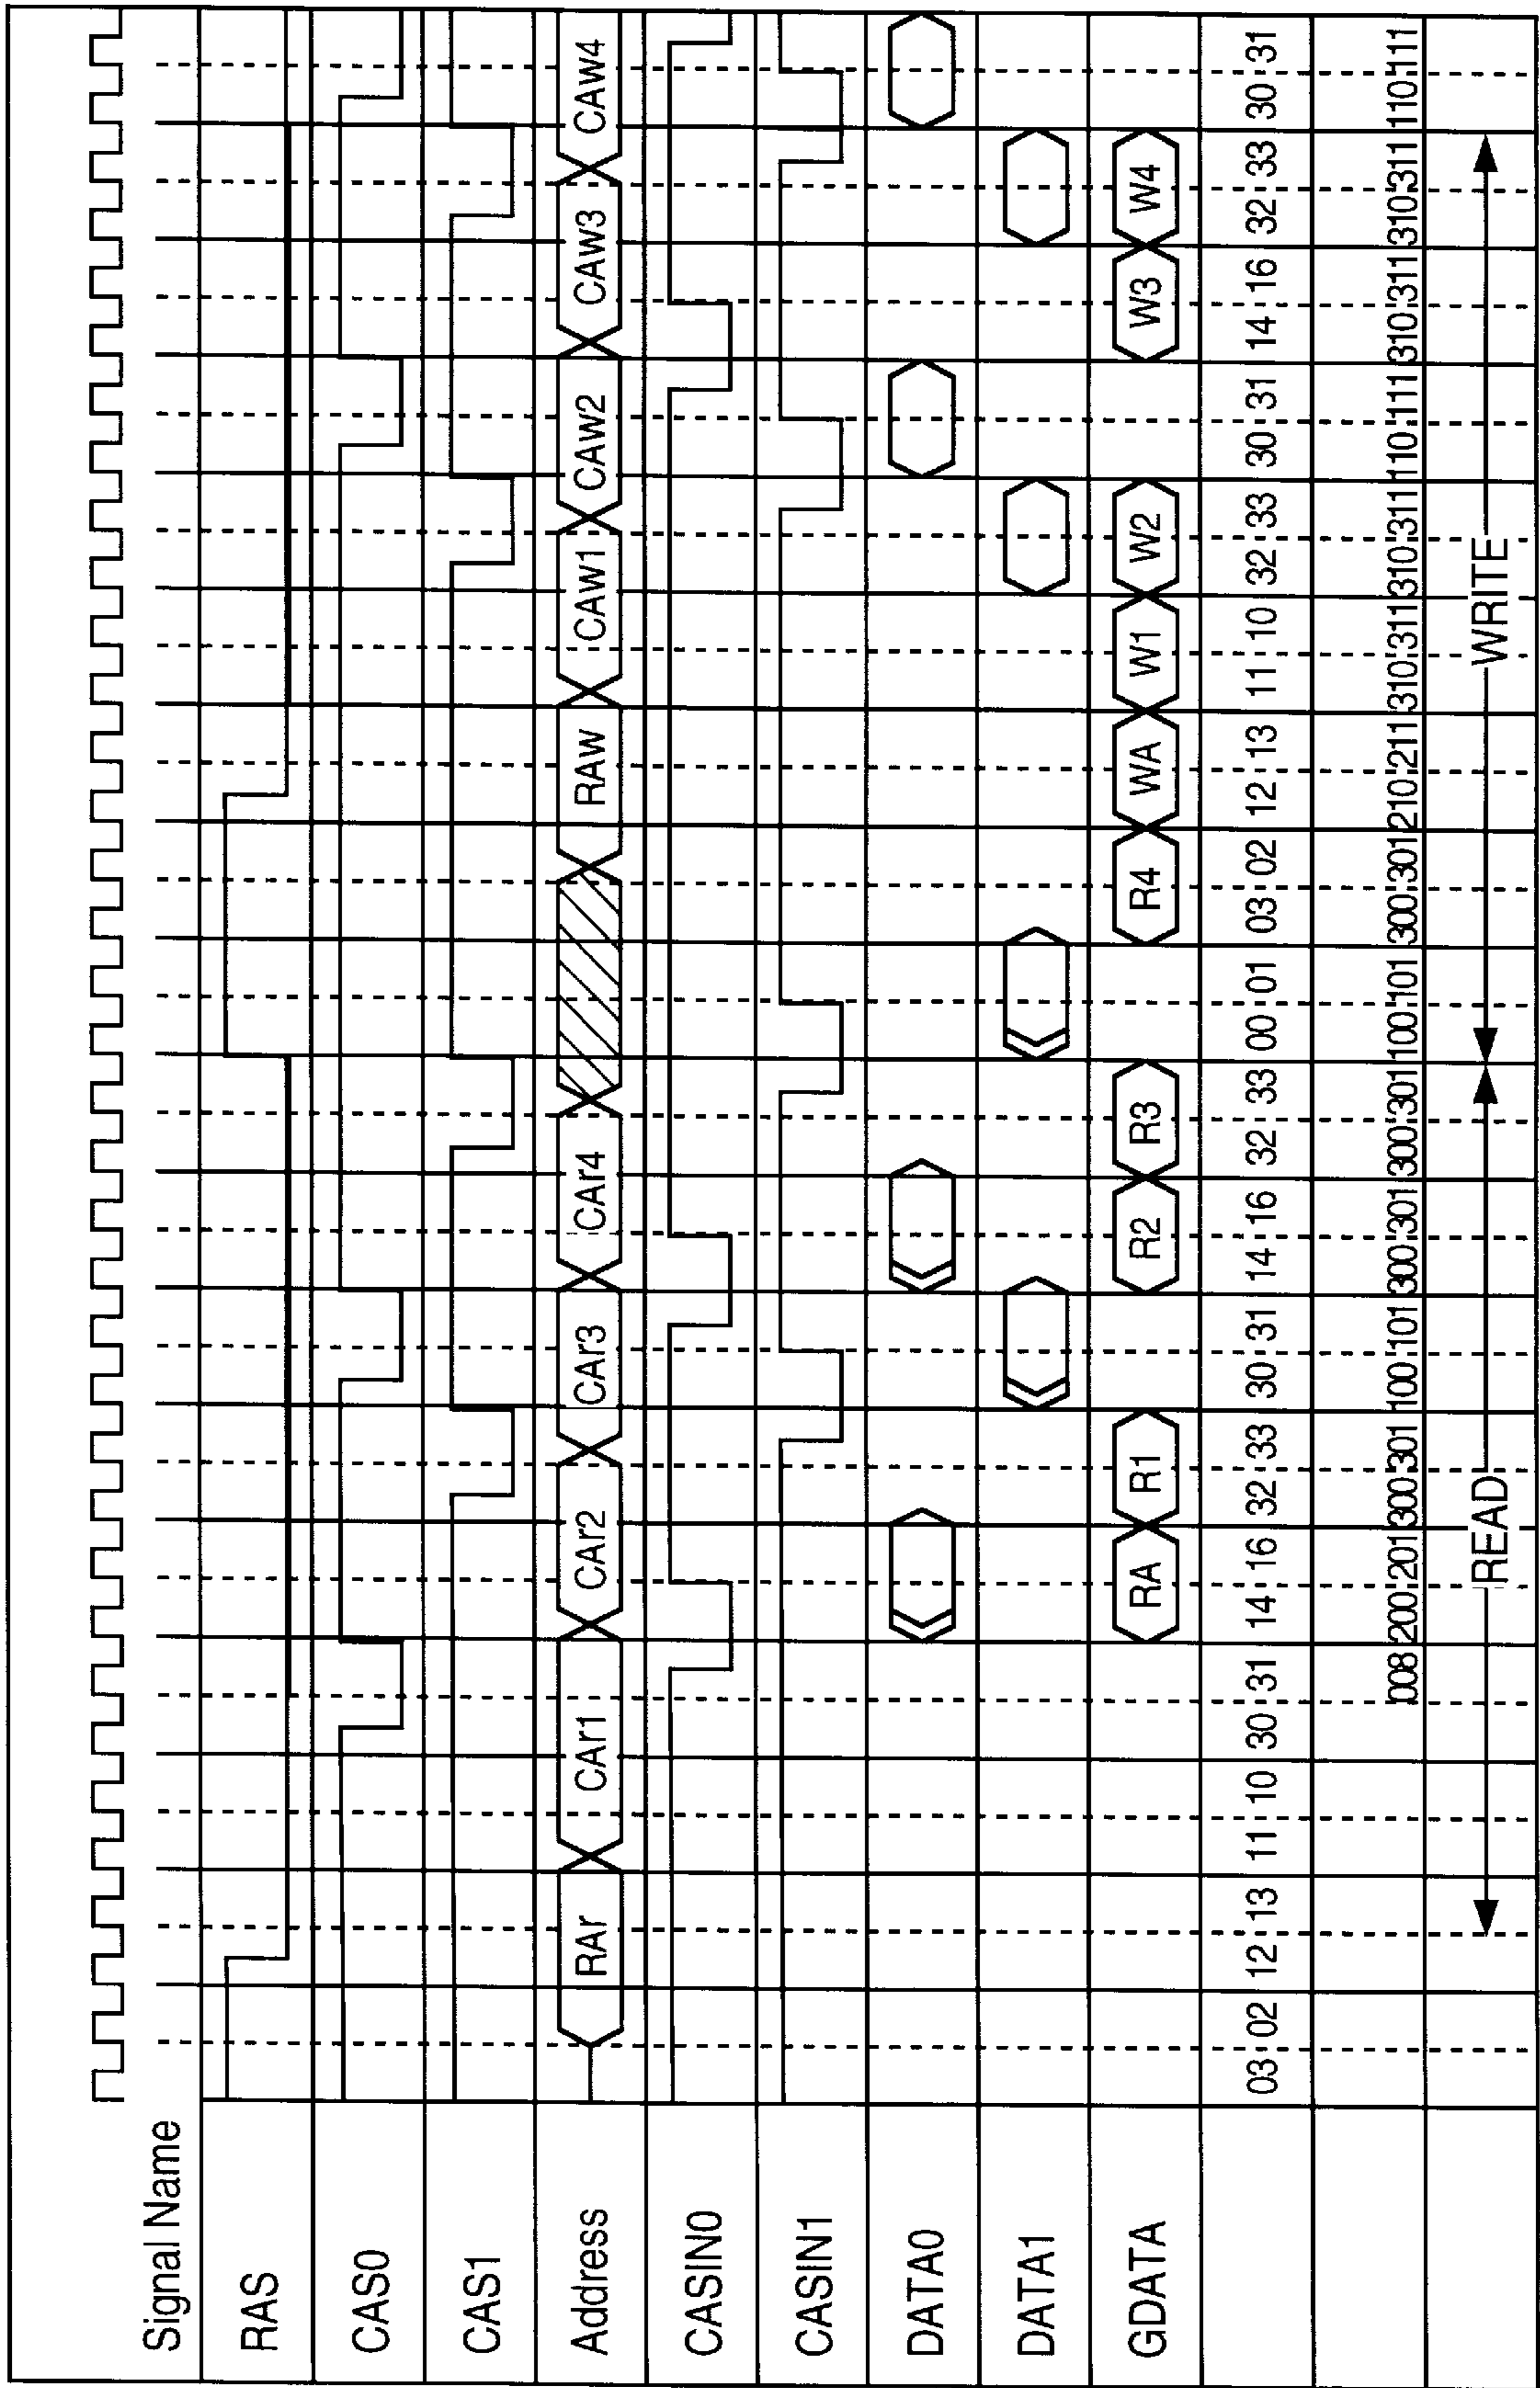 Signal Name
RAS
CAS0
CAS1
Address RAr CAr1 CAr2 CAr3 CAr4 RAw CAw1 CAw2 CAw3 CAw4
CASIN0
CASIN1
DATA0
DATA1
GDATA RA R1 R2 R3 R4 WA W1 W2 W3 W4
03 02 12 13 11 10 30 31 14 16 32 33 30 31 14 16 32 33 00 01 03 02 12 13 11 10 32 33 30 31 14 16 32 33 30 31
008 200 201 300 301 100 101 300 301 300 301 100 101 300 301 210 211 310 311 310 311 110 111 310 311 310 311 110 111
READ WRITE